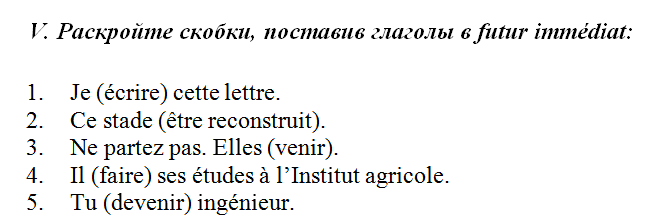 V. Раскройте скобки, поставив глаголы в futur immédiat:
1. Je (écrire) cette lettre.
2. Ce stade (être reconstruit).
3. Ne partez pas. Elles (venir).
4. Il (faire) ses études à l’Institut agricole.
5. Tu (devenir) ingénieur.